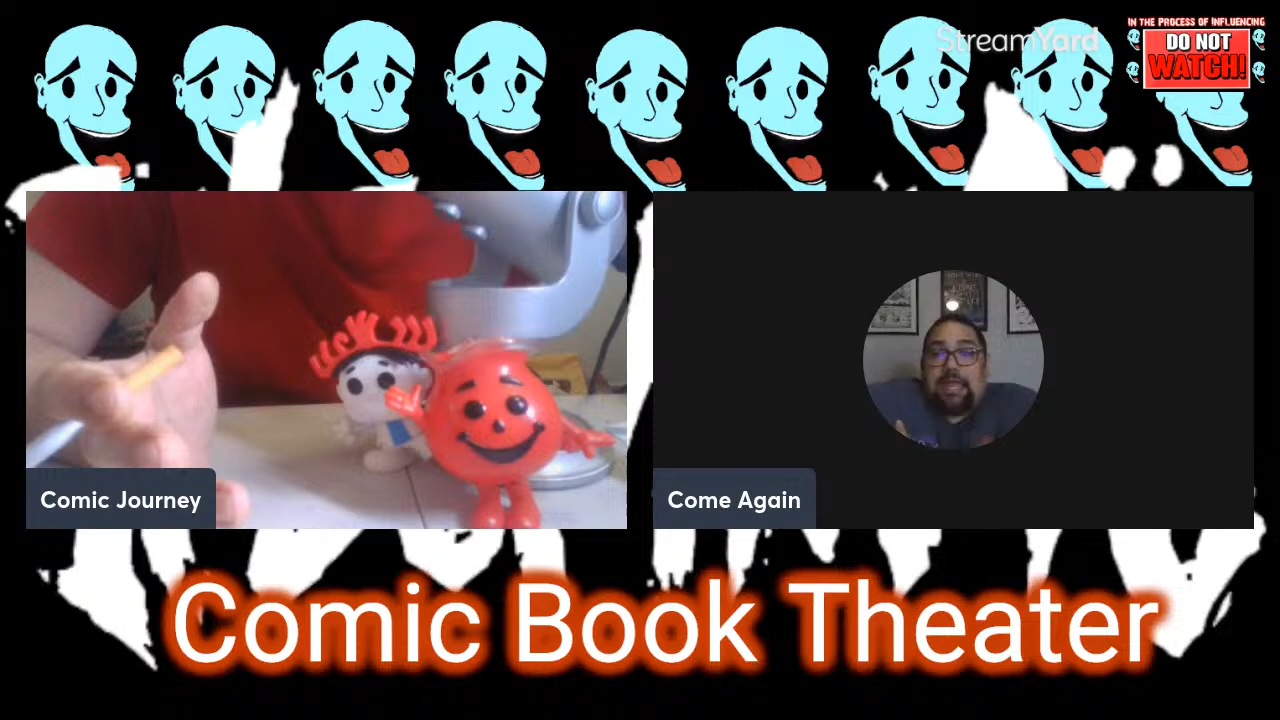 StreamYard
IN THE PROCESS OF INFLUENCING
DO NOT
WATCH!
Comic Journey
Come Again
Comic Book Theater